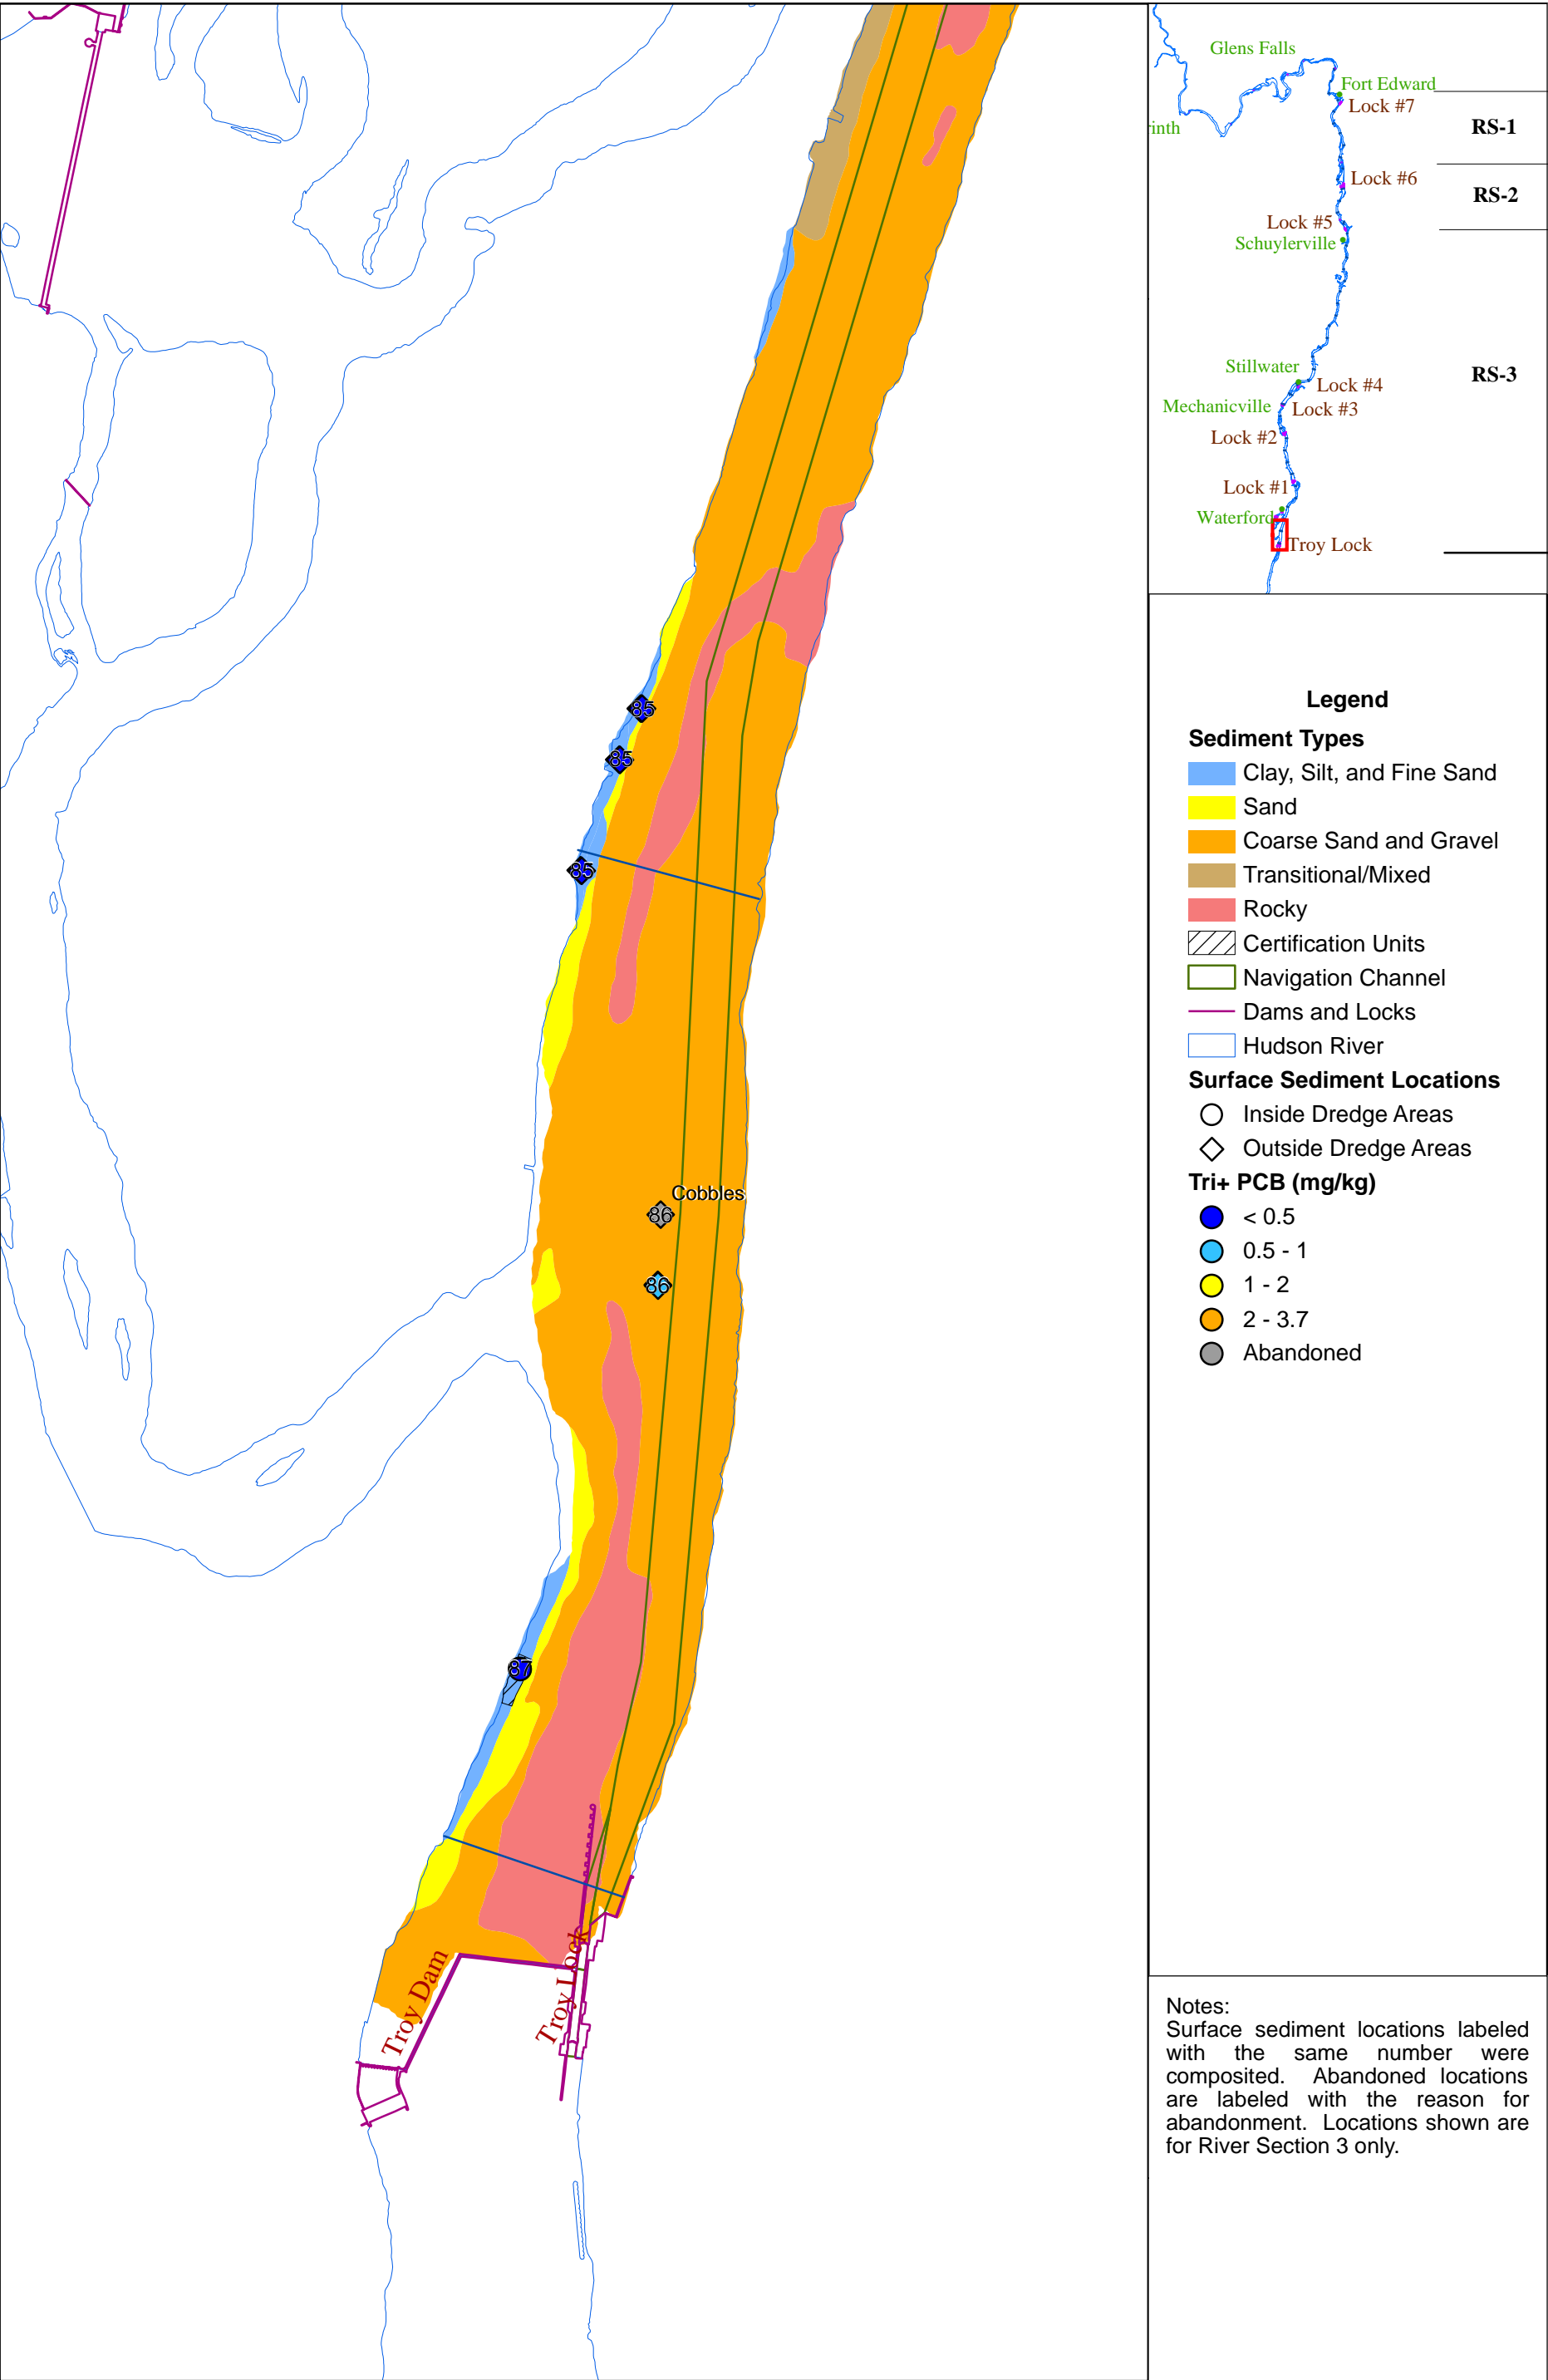 Glens Falls
Fort Edward
Lock #7
rinth
RS-1
Lock #6
RS-2
Lock #5
Schuylerville
Stillwater
RS-3
Lock #4
Mechanicville
Lock #3
Lock #2
Lock #1
Waterford
Troy Lock
85
85
85
Cobbles
86
86
87
Troy Dam
Troy Lock
Legend
Sediment Types
Clay, Silt, and Fine Sand
Sand
Coarse Sand and Gravel
Transitional/Mixed
Rocky
Certification Units
Navigation Channel
Dams and Locks
Hudson River
Surface Sediment Locations
Inside Dredge Areas
Outside Dredge Areas
Tri+ PCB (mg/kg)
< 0.5
0.5 - 1
1 - 2
2 - 3.7
Abandoned
Notes:
Surface sediment locations labeled
with the same number were
composited. Abandoned locations
are labeled with the reason for
abandonment. Locations shown are
for River Section 3 only.